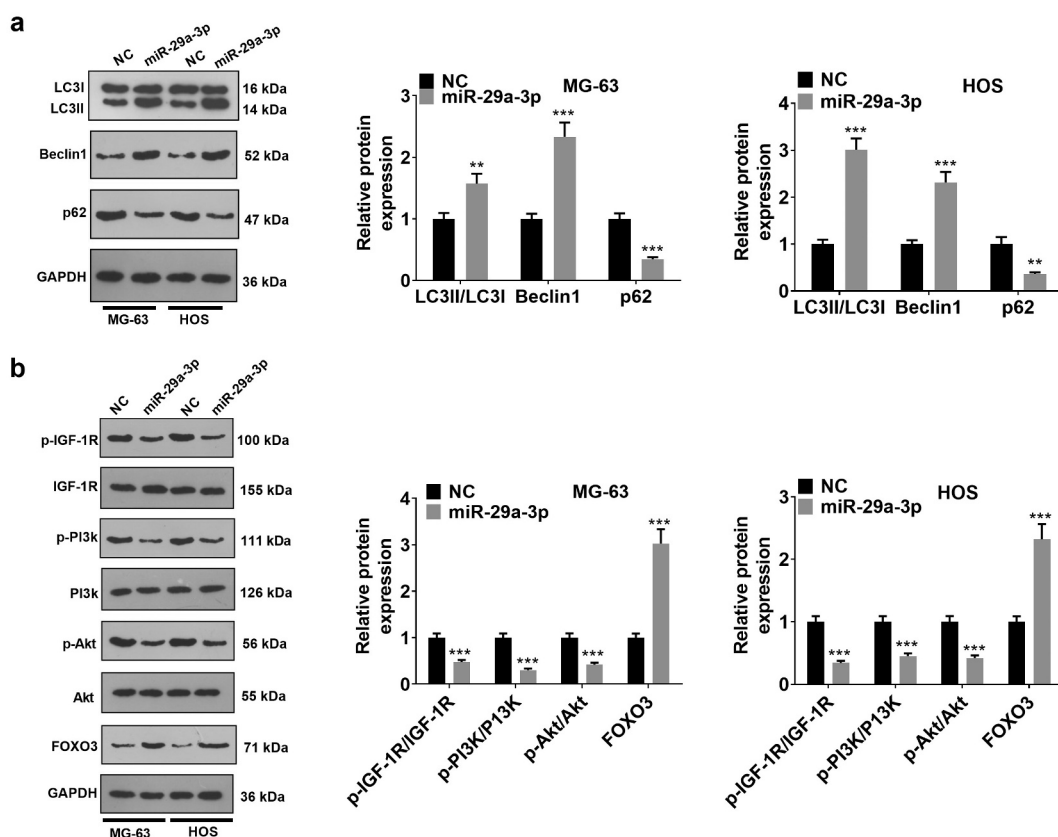 a
NC miR-29a-3p NC miR-29a-3p
LC3I 16 kDa
LC3II 14 kDa
Beclin1 52 kDa
p62 47 kDa
GAPDH 36 kDa
MG-63 HOS
NC
miR-29a-3p
MG-63
Relative protein
expression
3
2
1
0
** *** ***
LC3II/LC3I Beclin1 p62
NC
miR-29a-3p
HOS
Relative protein
expression
4
3
2
1
0
*** *** **
LC3II/LC3I Beclin1 p62
b
NC miR-29a-3p NC miR-29a-3p
p-IGF-1R 100 kDa
IGF-1R 155 kDa
p-PI3k 111 kDa
PI3k 126 kDa
p-Akt 56 kDa
Akt 55 kDa
FOXO3 71 kDa
GAPDH 36 kDa
MG-63 HOS
NC
miR-29a-3p
MG-63
Relative protein
expression
4
3
2
1
0
*** *** *** ***
p-IGF-1R/IGF-1R p-PI3K/P13K p-Akt/Akt FOXO3
NC
miR-29a-3p
HOS
Relative protein
expression
3
2
1
0
*** *** *** ***
p-IGF-1R/IGF-1R p-PI3K/P13K p-Akt/Akt FOXO3